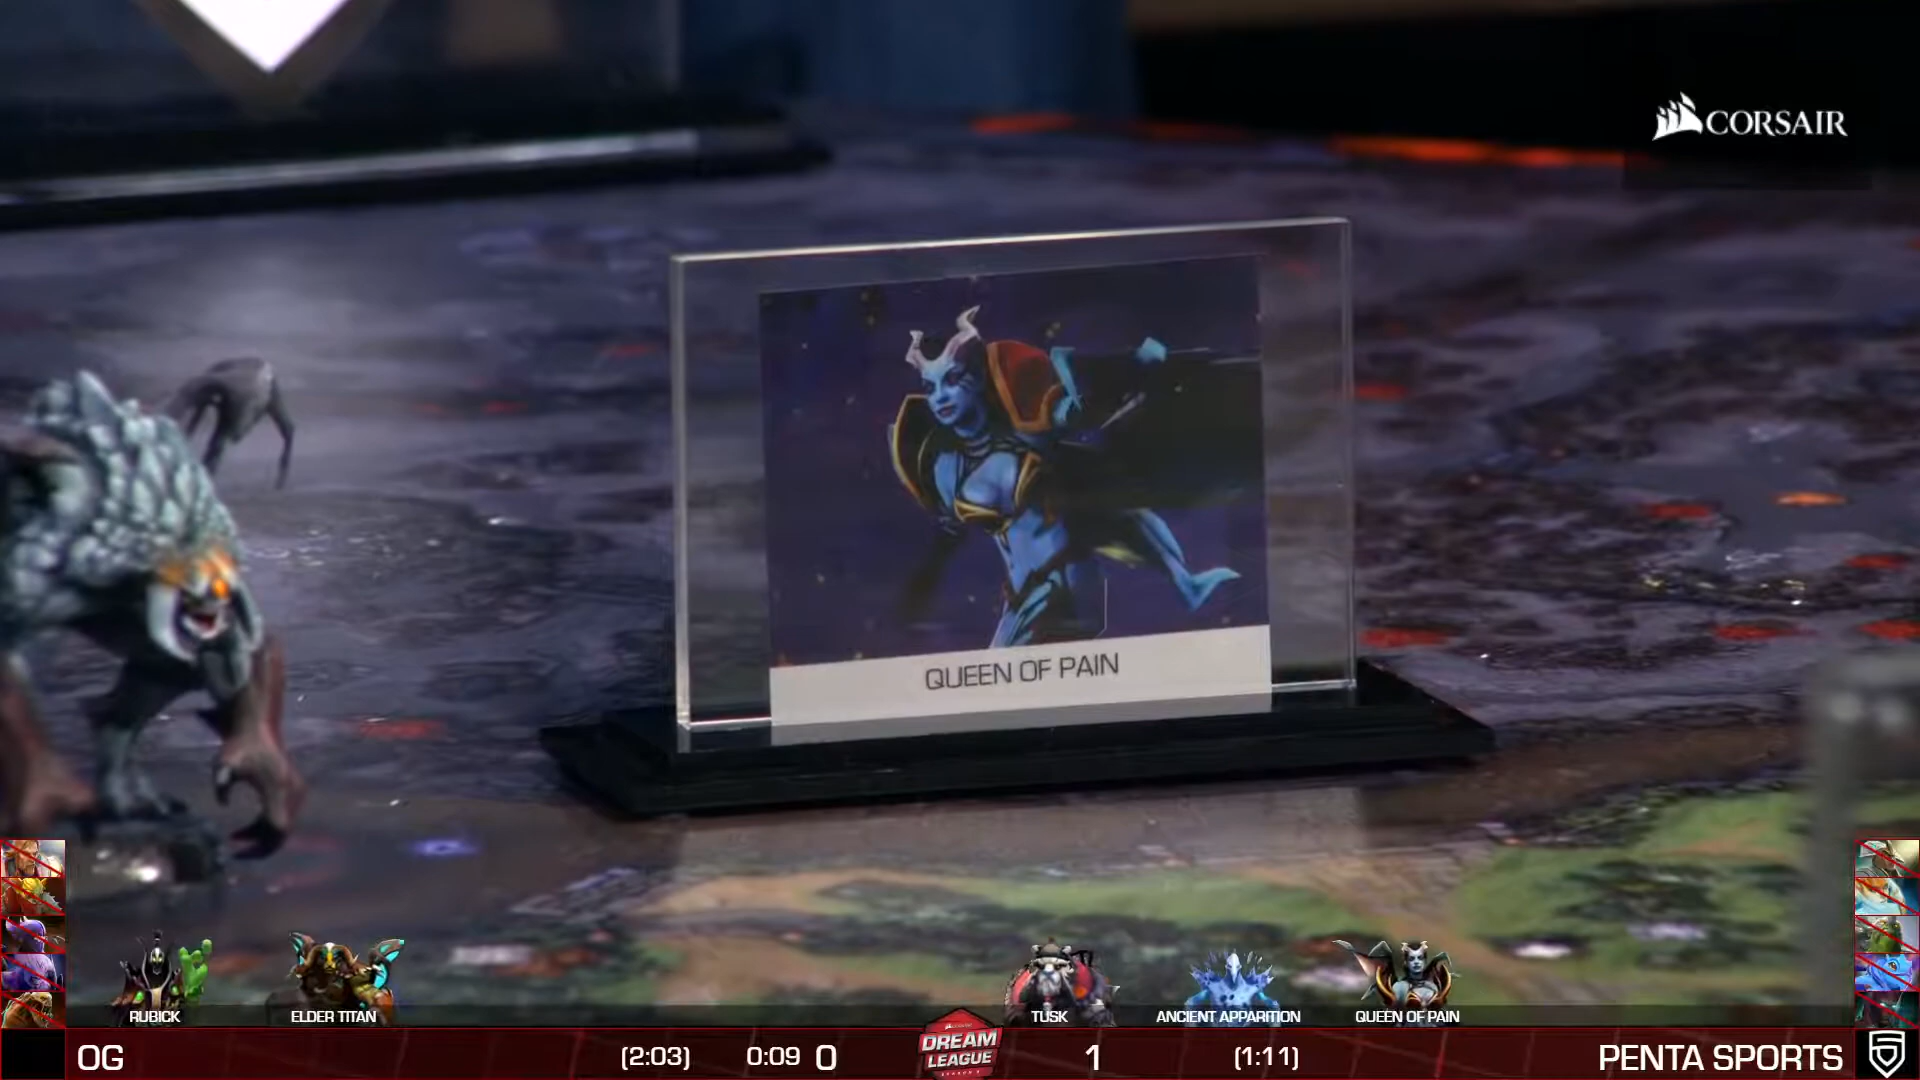 CORSAIR
QUEEN OF PAIN
RUBICK
ELDER TITAN
TUSK
ANCIENT APPARITION
QUEEN OF PAIN
OG
(2:03)
0:09
0
DREAM
LEAGUE
1
(1:11)
PENTA SPORTS